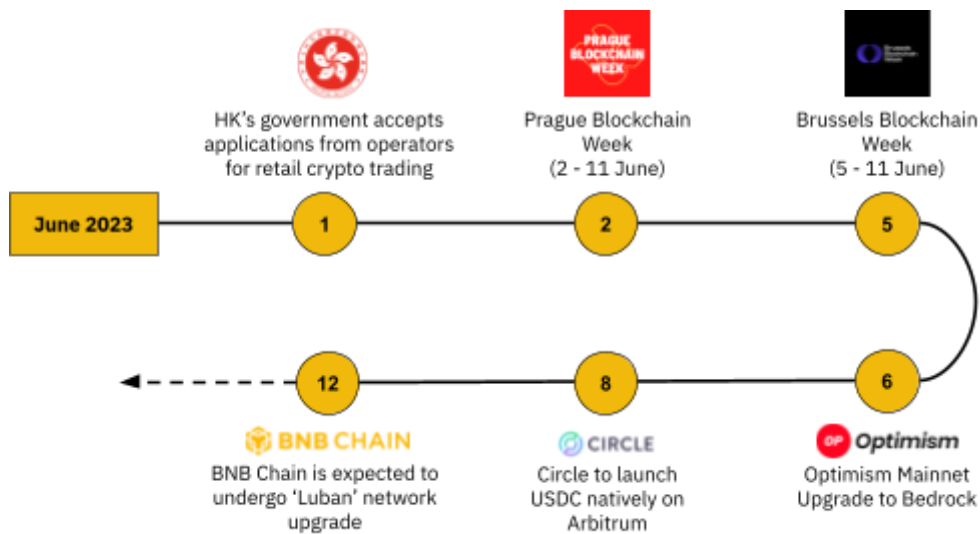 PRAGUE
BLOCKCHAIN
WEEK
Brussels
Blockchain
Week
HK's government accepts
applications from operators
for retail crypto trading
Prague Blockchain
Week
(2 - 11 June)
Brussels Blockchain
Week
(5 - 11 June)
June 2023
1
2
5
12
8
6
BNB CHAIN
BNB Chain is expected to
undergo ‘Luban’ network
upgrade
CIRCLE
Circle to launch
USDC natively on
Arbitrum
OP Optimism
Optimism Mainnet
Upgrade to Bedrock